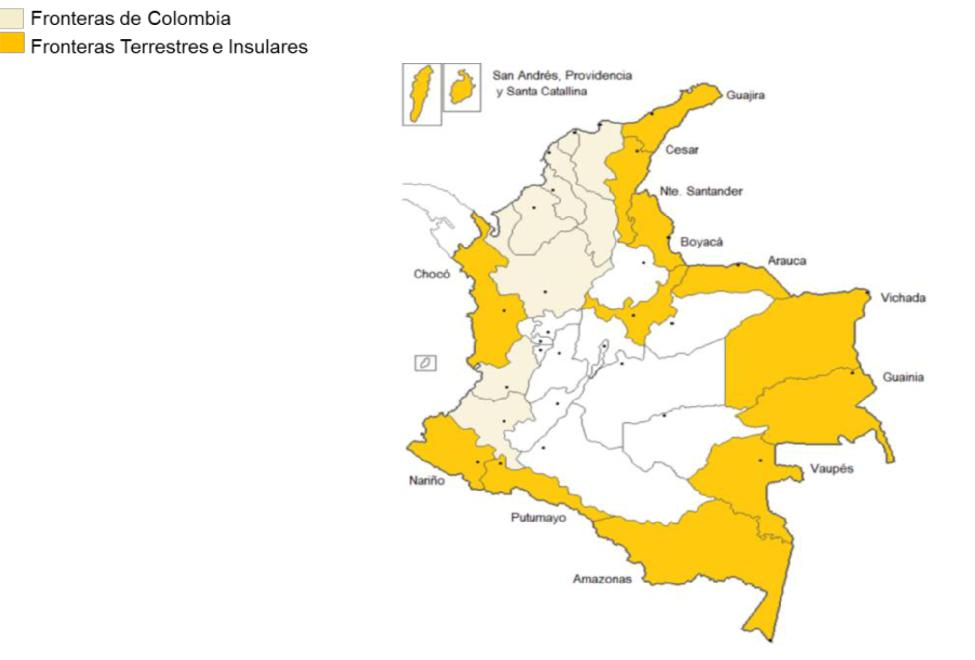 Fronteras de Colombia
Fronteras Terrestres e Insulares
San Andrés, Providencia
y Santa Catallina
Guajira
Cesar
Nte. Santander
Boyacá
Arauca
Chocó
Vichada
Guainia
Vaupés
Nariño
Putumayo
Amazonas